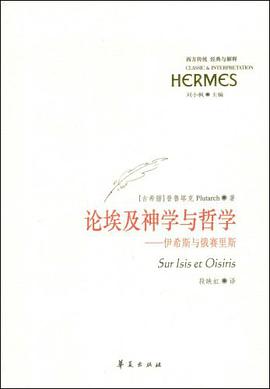 西方传统 经典与解释
CLASSIC & INTERPRETATION
HERMES
刘小枫◆主编
[古希腊]普鲁塔克 Plutarch◆著
论埃及神学与哲学
——伊希斯与俄赛里斯
Sur Isis et Oisiris
段映虹◆译
华夏出版社